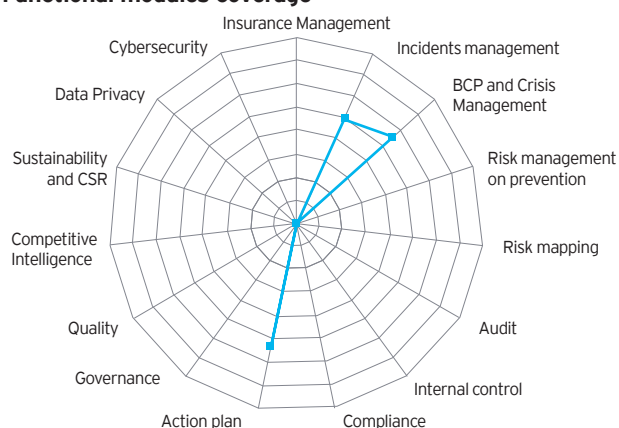 Functional modules coverage
Insurance Management
Cybersecurity
Incidents management
Data Privacy
BCP and Crisis
Management
Sustainability
and CSR
Risk management
on prevention
Competitive
Intelligence
Risk mapping
Quality
Audit
Governance
Internal control
Action plan
Compliance